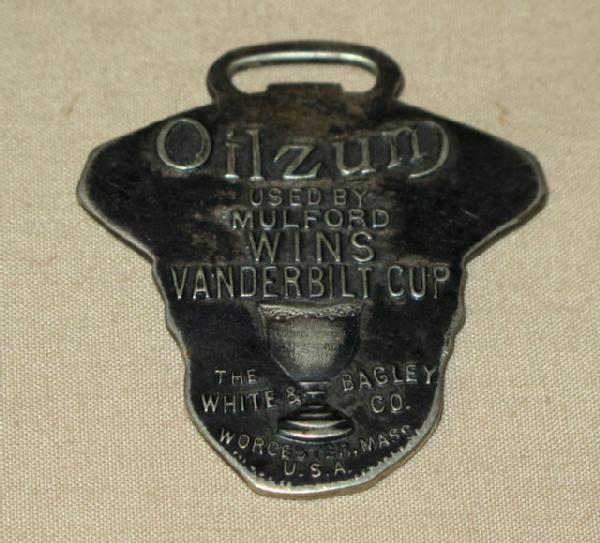 Oilzum
USED BY
MULFORD
WINS
VANDERBILT CUP
THE WHITE & BAGLEY CO.
WORCESTER, MASS.
U.S.A.